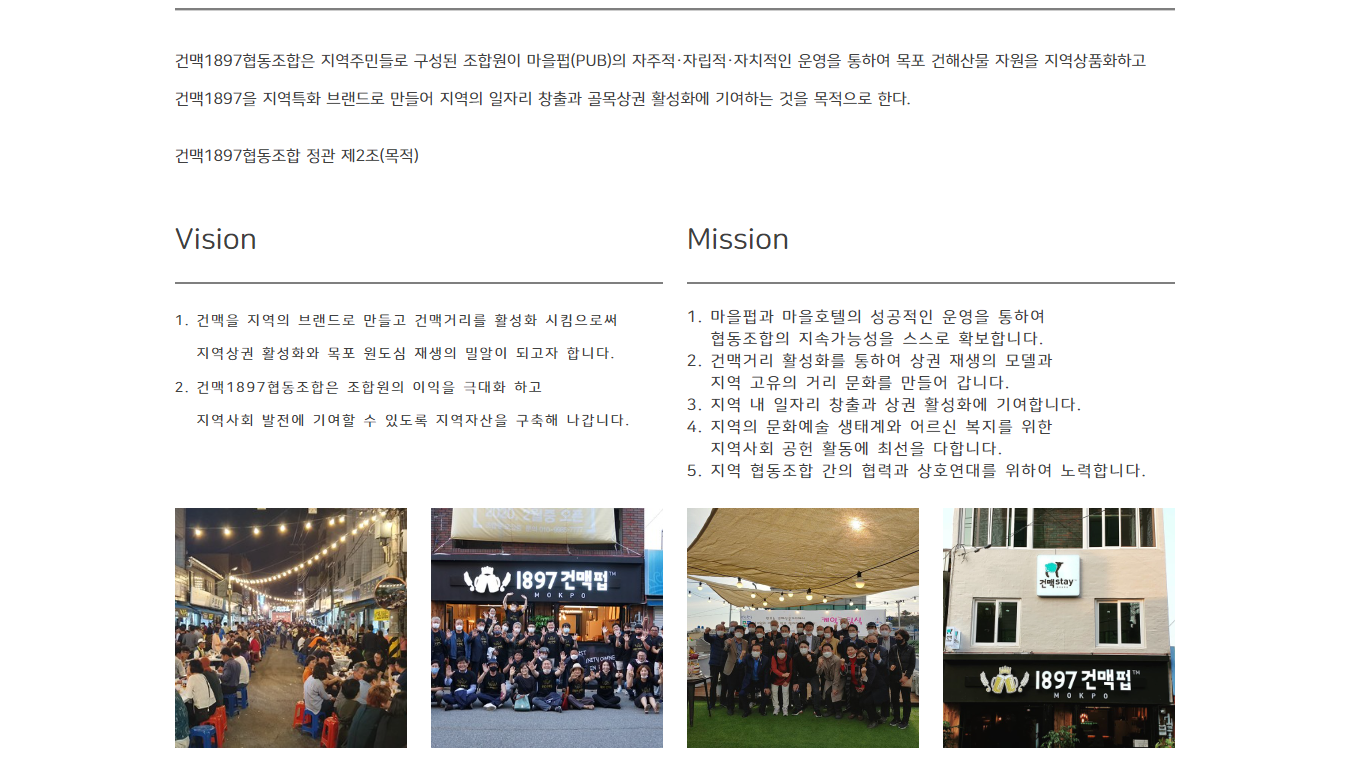 건맥1897협동조합은 지역주민들로 구성된 조합원이 마을펍(PUB)의 자주적·자립적·자치적인 운영을 통하여 목포 건해산물 자원을 지역상품화하고
건맥1897을 지역특화 브랜드로 만들어 지역의 일자리 창출과 골목상권 활성화에 기여하는 것을 목적으로 한다.
건맥1897협동조합 정관 제2조(목적)
Vision
1. 건맥을 지역의 브랜드로 만들고 건맥거리를 활성화 시킴으로써
지역상권 활성화와 목포 원도심 재생의 밀알이 되고자 합니다.
2. 건맥1897협동조합은 조합원의 이익을 극대화 하고
지역사회 발전에 기여할 수 있도록 지역자산을 구축해 나갑니다.
Mission
1. 마을펍과 마을호텔의 성공적인 운영을 통하여
협동조합의 지속가능성을 스스로 확보합니다.
2. 건맥거리 활성화를 통하여 상권 재생의 모델과
지역 고유의 거리 문화를 만들어 갑니다.
3. 지역 내 일자리 창출과 상권 활성화에 기여합니다.
4. 지역의 문화예술 생태계와 어르신 복지를 위한
지역사회 공헌 활동에 최선을 다합니다.
5. 지역 협동조합 간의 협력과 상호연대를 위하여 노력합니다.
1897 건맥펍™
MOKPO
건맥stay
1897 건맥펍™
MOKPO